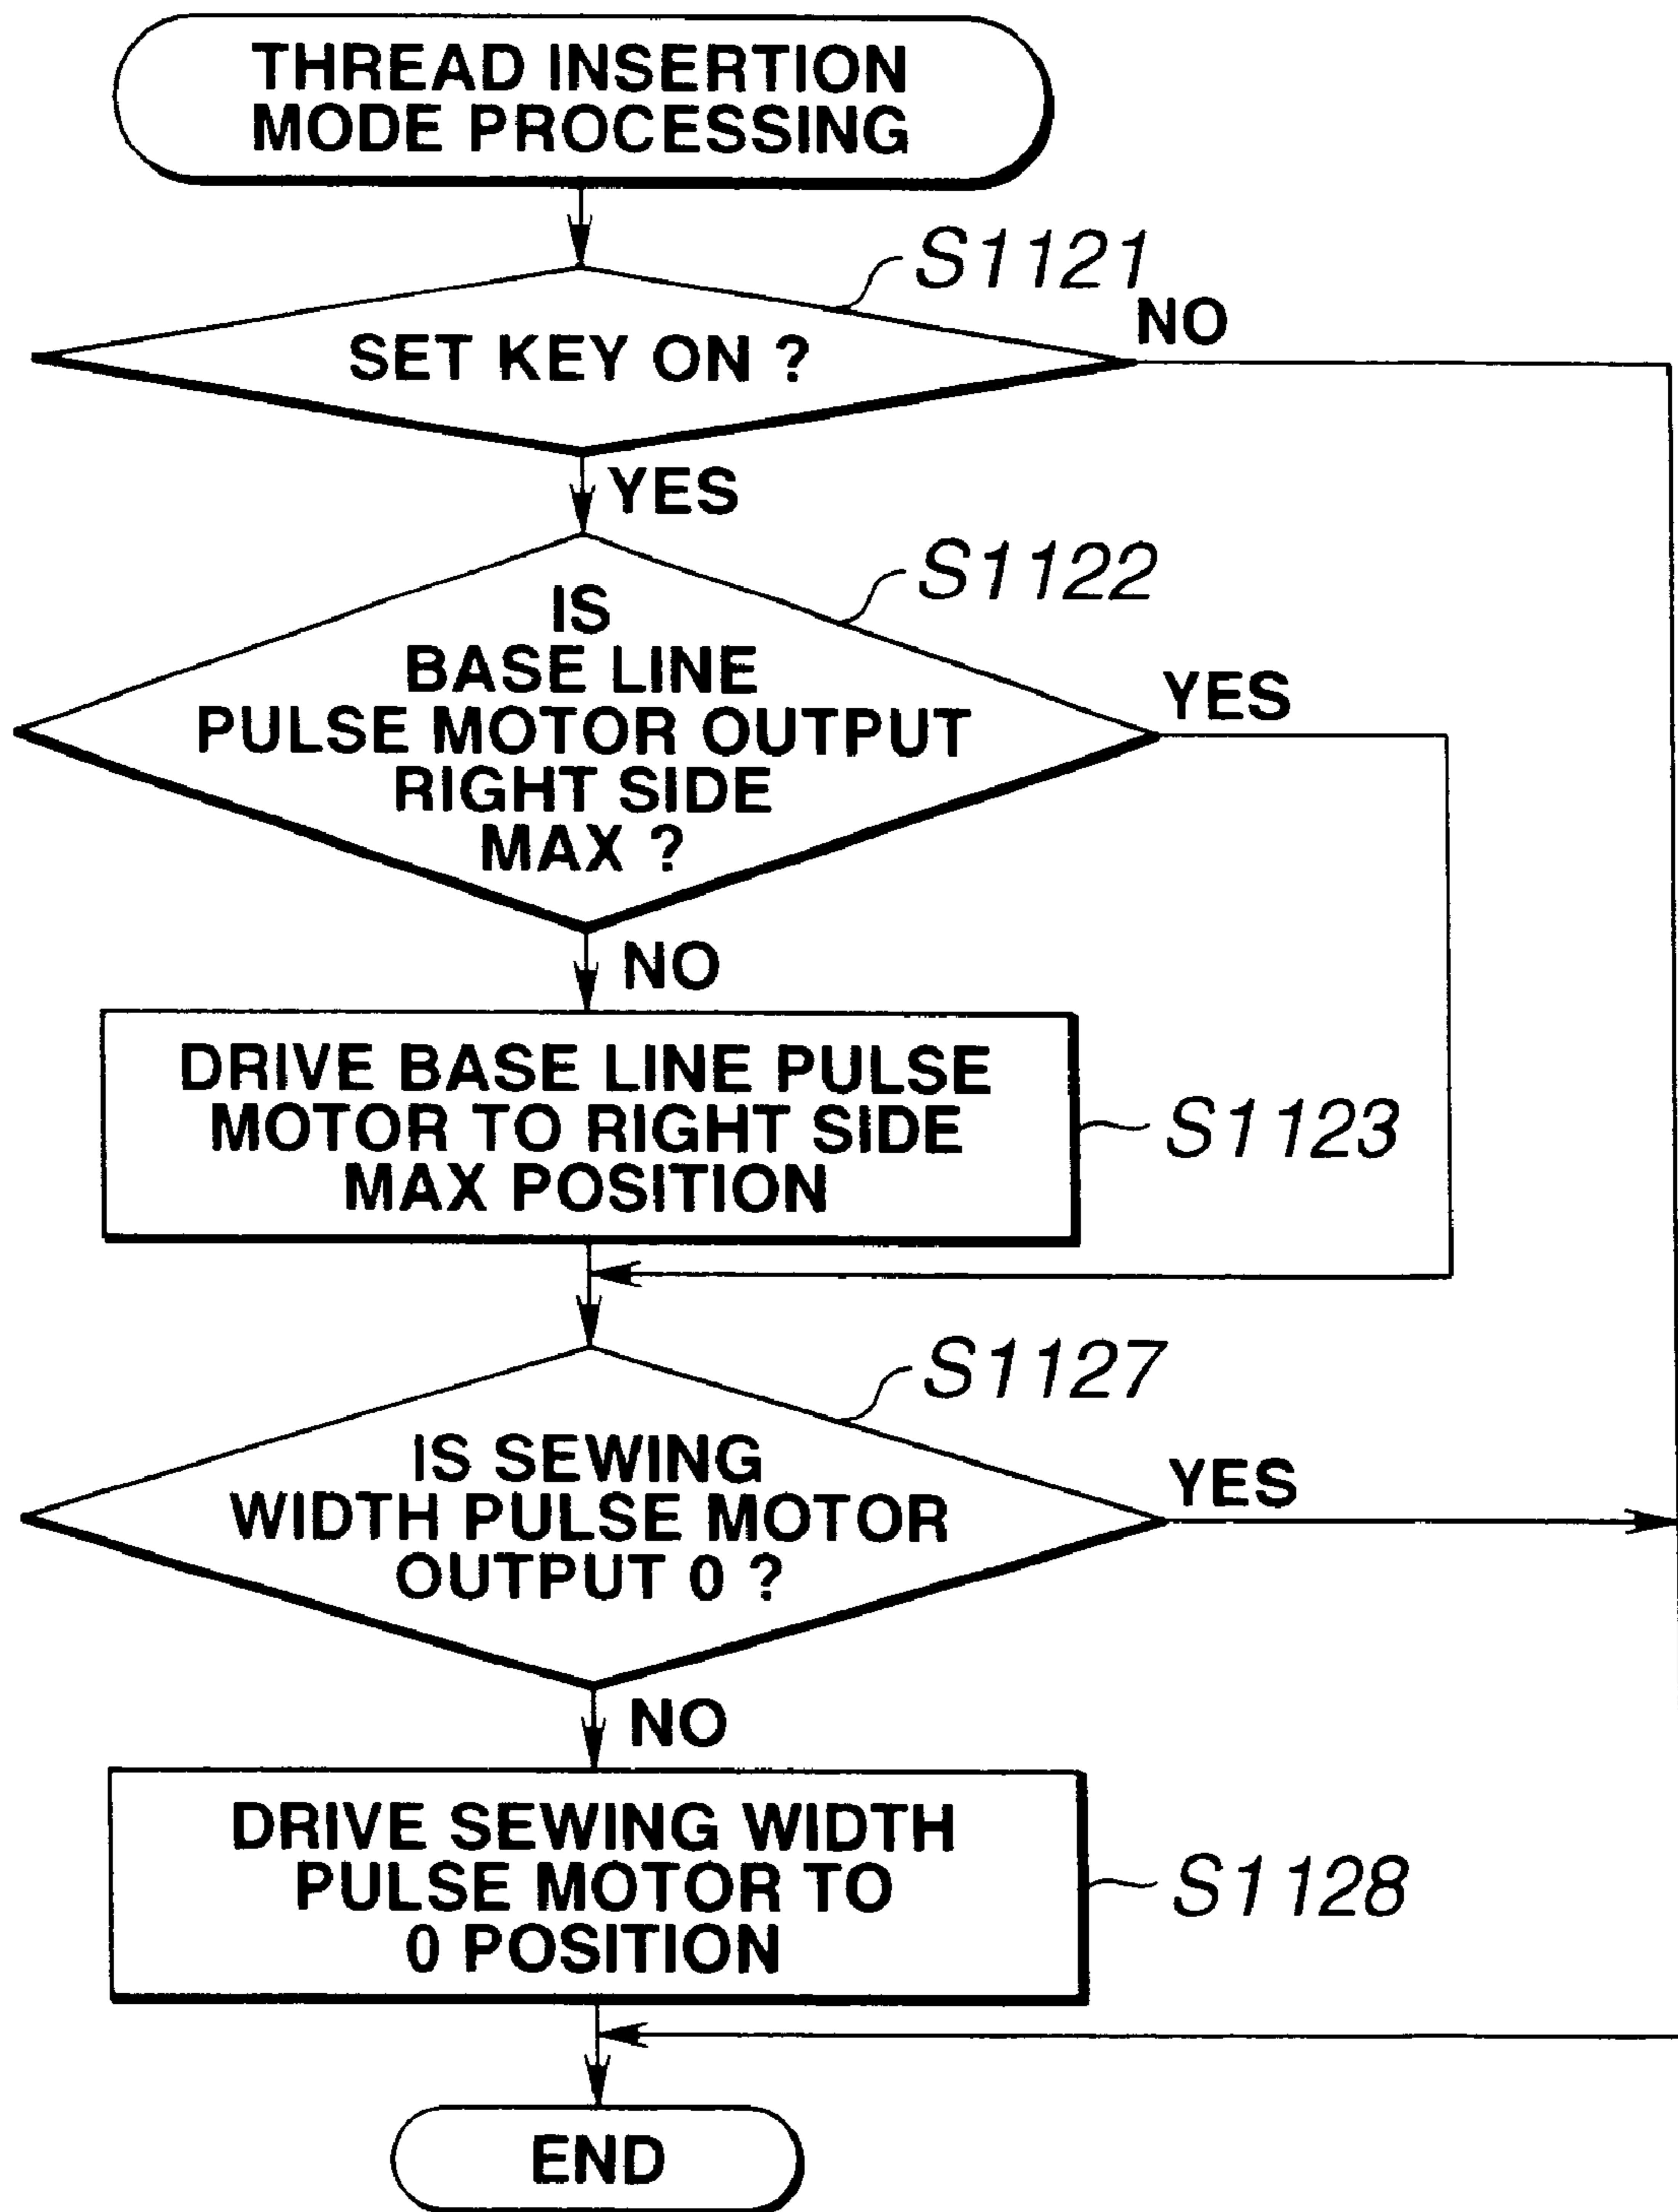 THREAD INSERTION
MODE PROCESSING
S1121
NO
SET KEY ON ?
YES
S1122
IS
BASE LINE
PULSE MOTOR OUTPUT
RIGHT SIDE
MAX ?
YES
NO
DRIVE BASE LINE PULSE
MOTOR TO RIGHT SIDE
MAX POSITION
S1123
S1127
IS SEWING
WIDTH PULSE MOTOR
OUTPUT 0 ?
YES
NO
DRIVE SEWING WIDTH
PULSE MOTOR TO
0 POSITION
S1128
END